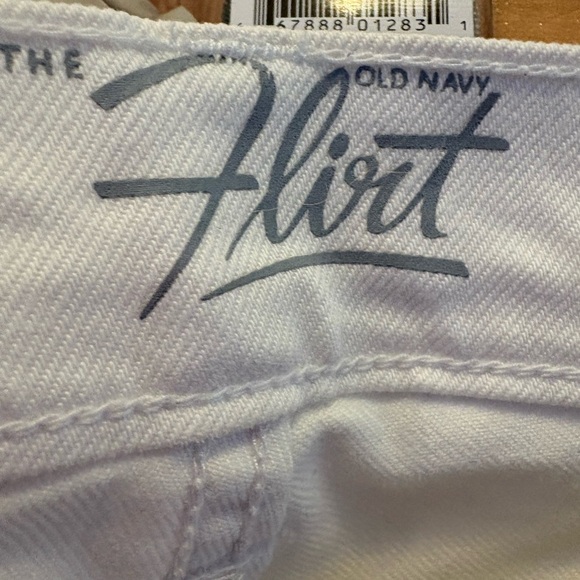 67888 01283 1
THE OLD NAVY
Flirt